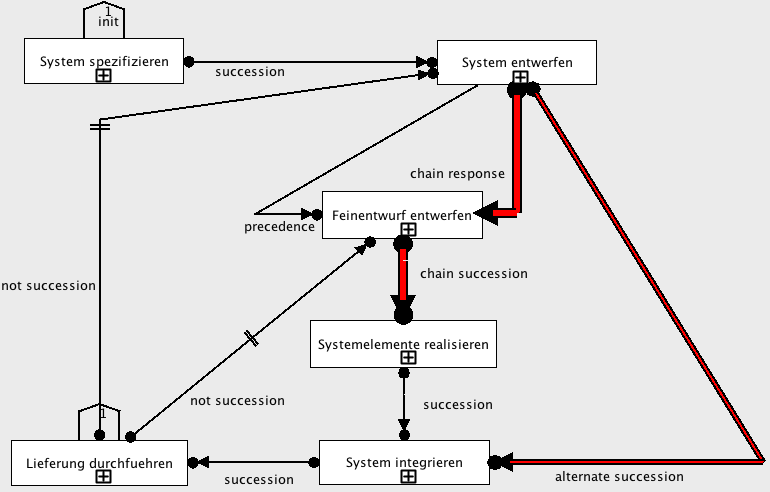 1
init
System spezifizieren
succession
System entwerfen
chain response
Feinentwurf entwerfen
precedence
chain succession
not succession
Systemelemente realisieren
not succession
succession
1
Lieferung durchfuehren
succession
System integrieren
alternate succession